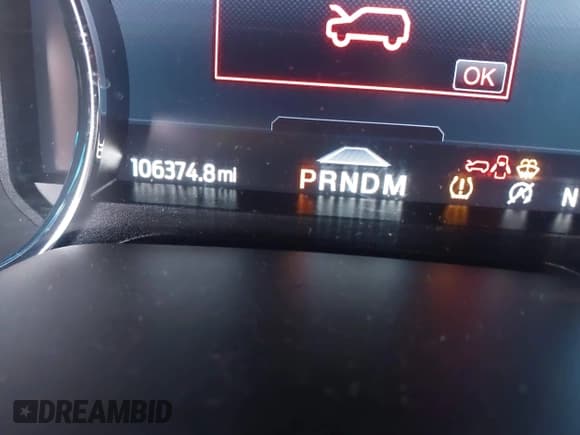 OK
106374.8mi
PRNDM
N
DREAMBID